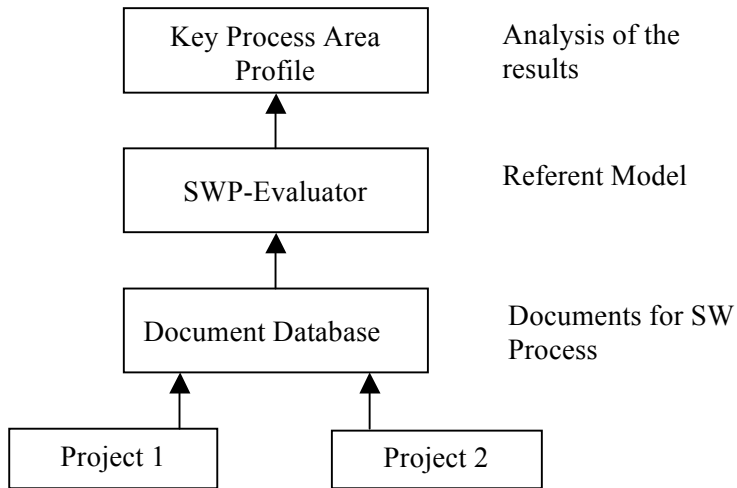 Key Process Area
Profile
Analysis of the
results
SWP-Evaluator
Referent Model
Document Database
Documents for SW
Process
Project 1
Project 2